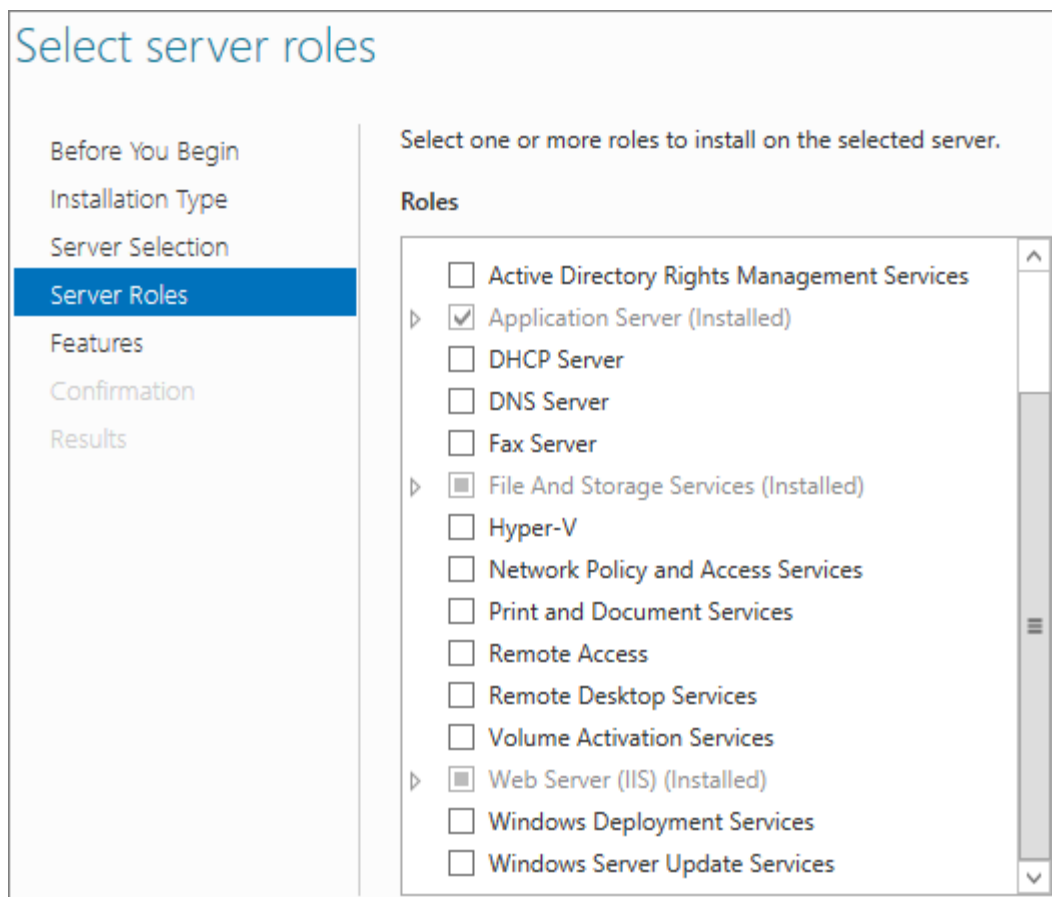 Select server roles
Before You Begin
Installation Type
Server Selection
Server Roles
Features
Confirmation
Results
Select one or more roles to install on the selected server.
Roles
Active Directory Rights Management Services
Application Server (Installed)
DHCP Server
DNS Server
Fax Server
File And Storage Services (Installed)
Hyper-V
Network Policy and Access Services
Print and Document Services
Remote Access
Remote Desktop Services
Volume Activation Services
Web Server (IIS) (Installed)
Windows Deployment Services
Windows Server Update Services